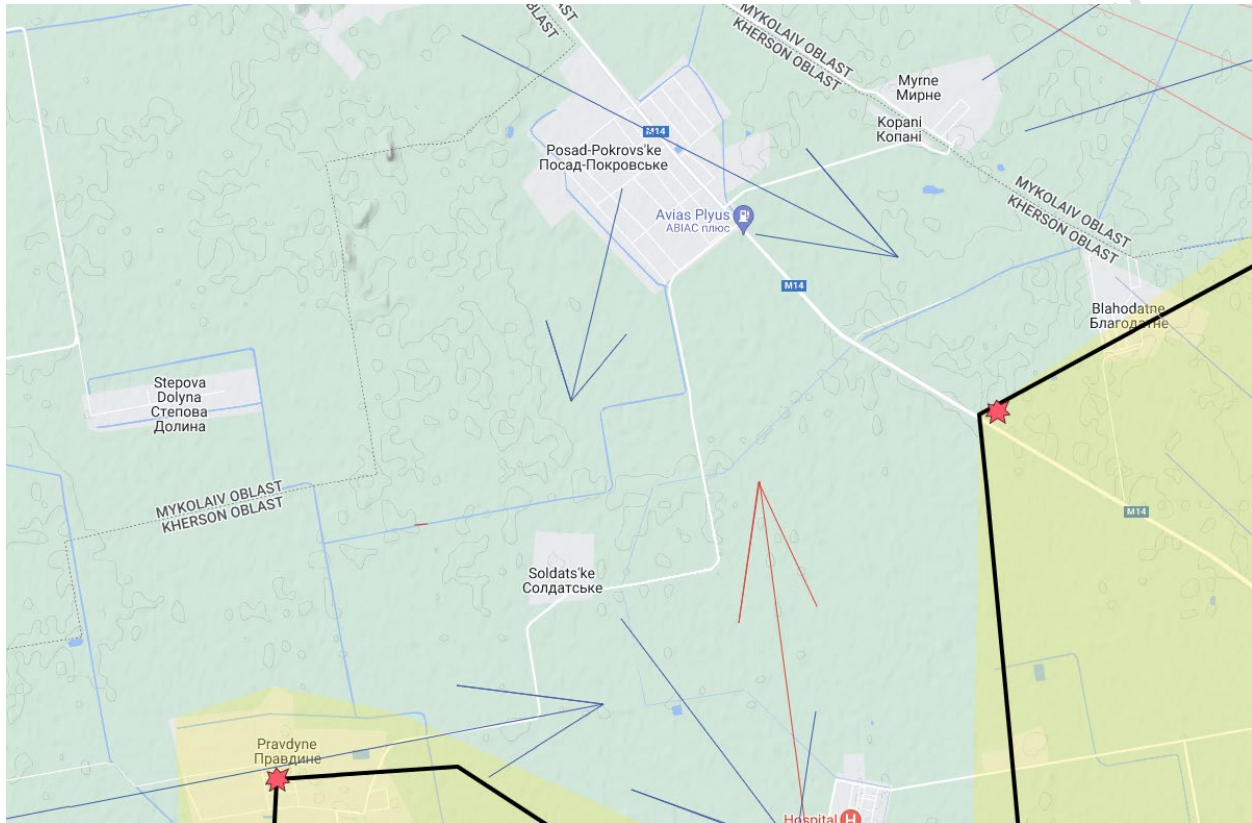 MYKOLAIV OBLAST
KHERSON OBLAST
AST
BLAST
M14
Posad-Pokrovs'ke
Посад-Покровське
Myrne
Мирне
Kopani
Копані
MYKOLAIV OBLAST
KHERSON OBLAST
Avias Plyus
АВІАС плюс
M14
Blahodatne
Благодатне
Stepova
Dolyna
Степова
Долина
MYKOLAIV OBLAST
KHERSON OBLAST
M14
Soldats'ke
Солдатське
Pravdyne
Правдине
Hospital H